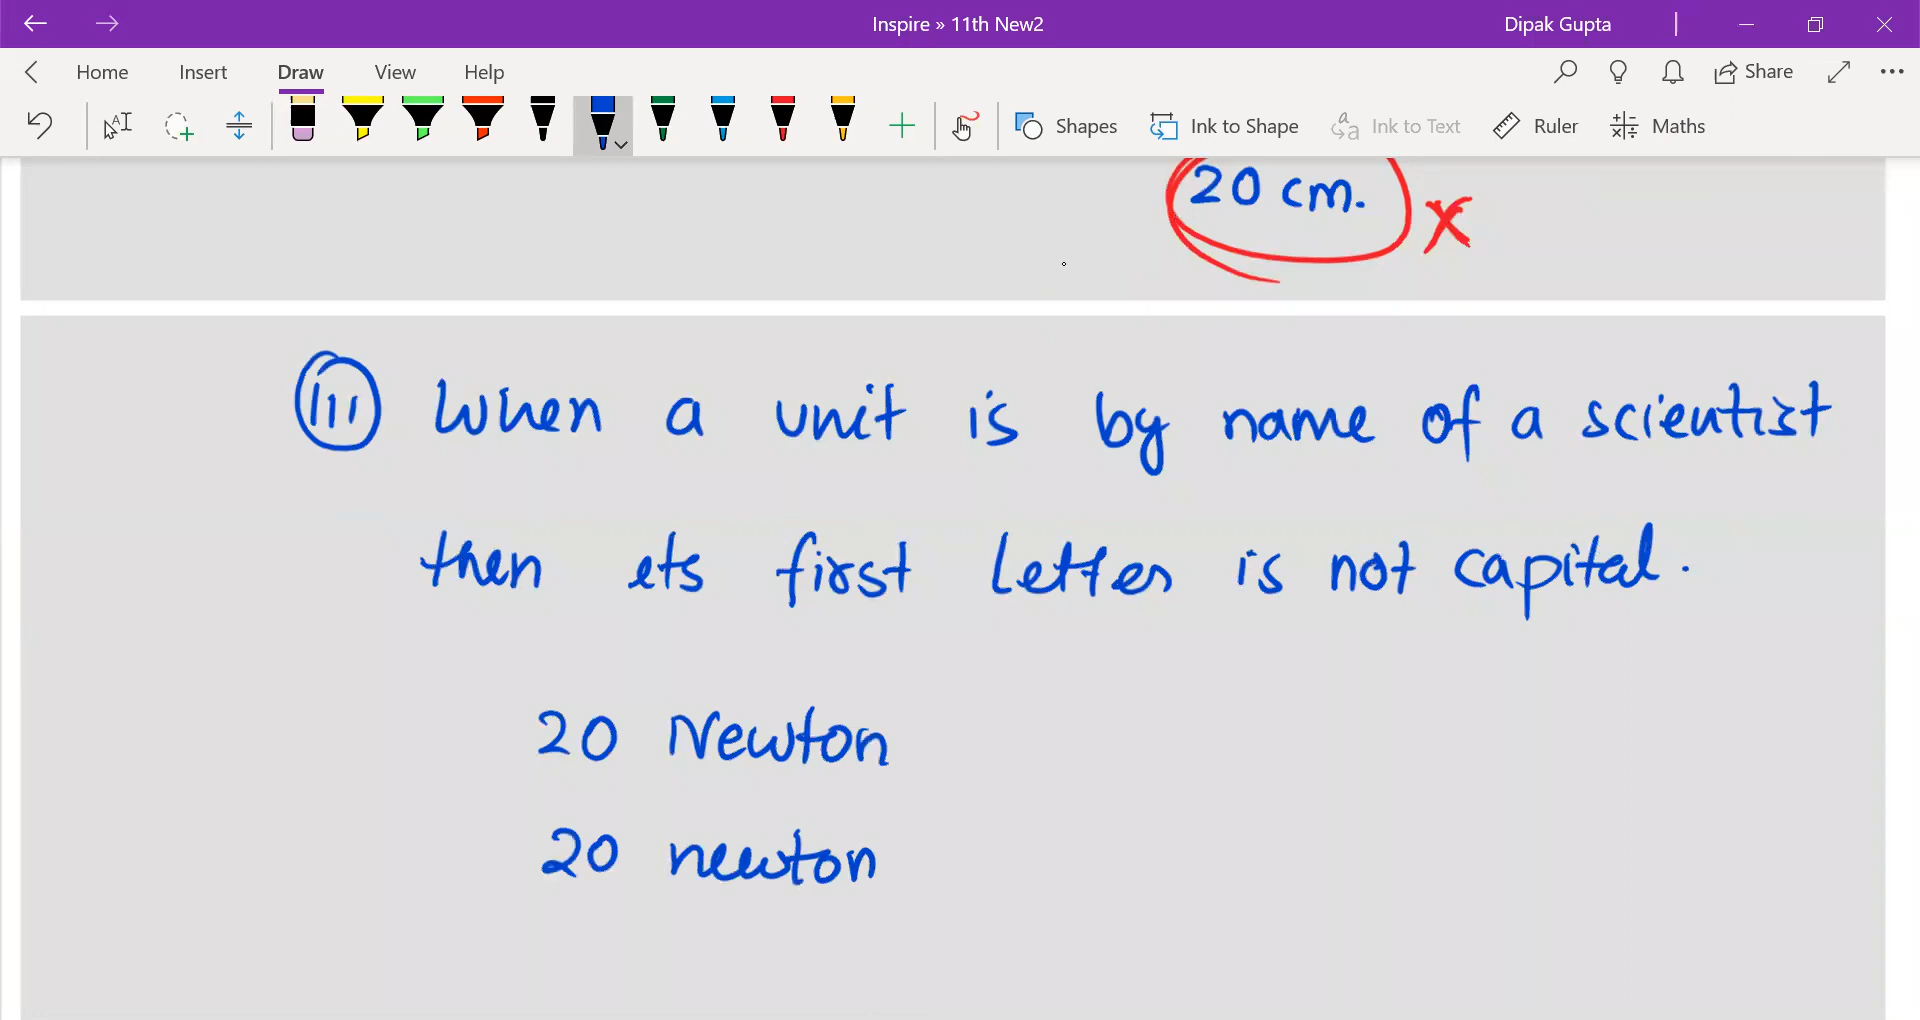 Inspire » 11th New2
Dipak Gupta
Home Insert Draw View Help
Share
Shapes Ink to Shape Ink to Text Ruler Maths
20 cm. X
(iii) When a unit is by name of a scientist
then its first letter is not capital.
20 Newton
20 newton